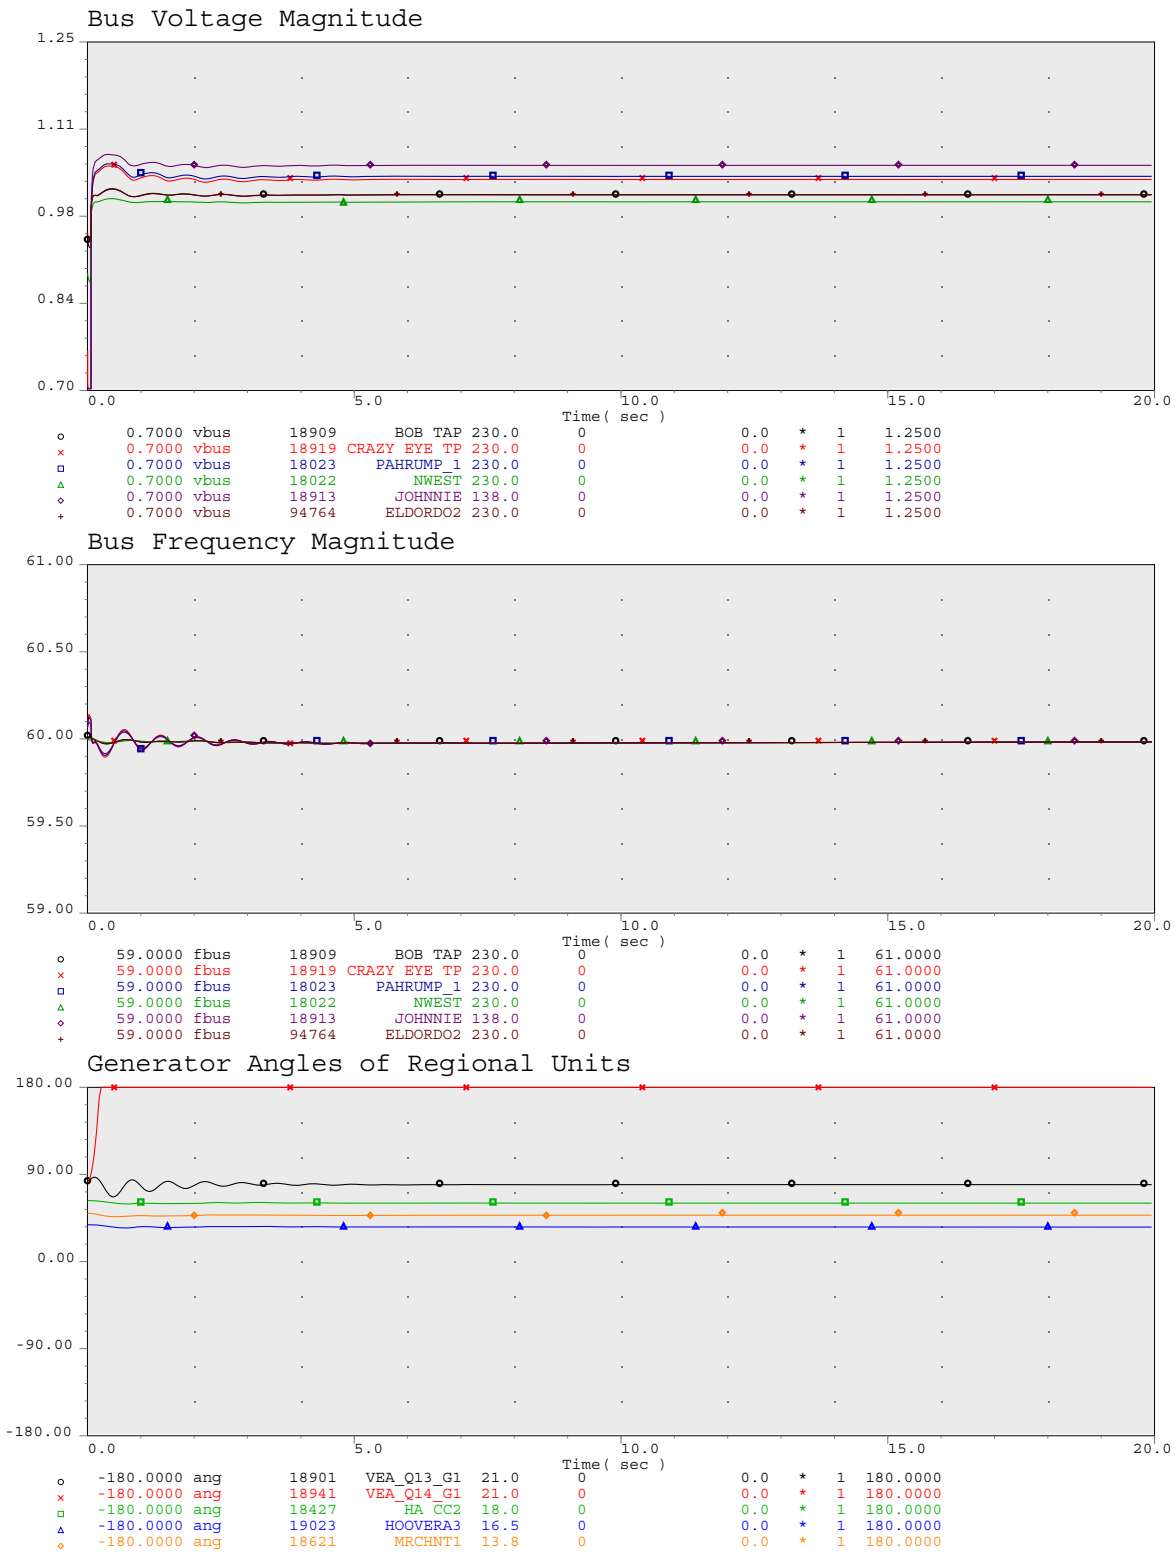 Bus Voltage Magnitude
1.25
1.11
0.98
0.84
0.70
0.0 5.0 10.0 15.0 20.0
Time( sec )
0.7000 vbus 18909 BOB TAP 230.0 0 0.0 * 1 1.2500
0.7000 vbus 18919 CRAZY EYE TP 230.0 0 0.0 * 1 1.2500
0.7000 vbus 18023 PAHRUMP_1 230.0 0 0.0 * 1 1.2500
0.7000 vbus 18022 NWEST 230.0 0 0.0 * 1 1.2500
0.7000 vbus 18913 JOHNNIE 138.0 0 0.0 * 1 1.2500
0.7000 vbus 94764 ELDORDO2 230.0 0 0.0 * 1 1.2500
Bus Frequency Magnitude
61.00
60.50
60.00
59.50
59.00
0.0 5.0 10.0 15.0 20.0
Time( sec )
59.0000 fbus 18909 BOB TAP 230.0 0 0.0 * 1 61.0000
59.0000 fbus 18919 CRAZY EYE TP 230.0 0 0.0 * 1 61.0000
59.0000 fbus 18023 PAHRUMP_1 230.0 0 0.0 * 1 61.0000
59.0000 fbus 18022 NWEST 230.0 0 0.0 * 1 61.0000
59.0000 fbus 18913 JOHNNIE 138.0 0 0.0 * 1 61.0000
59.0000 fbus 94764 ELDORDO2 230.0 0 0.0 * 1 61.0000
Generator Angles of Regional Units
180.00
90.00
0.00
-90.00
-180.00
0.0 5.0 10.0 15.0 20.0
Time( sec )
-180.0000 ang 18901 VEA_Q13_G1 21.0 0 0.0 * 1 180.0000
-180.0000 ang 18941 VEA_Q14_G1 21.0 0 0.0 * 1 180.0000
-180.0000 ang 18427 HA CC2 18.0 0 0.0 * 1 180.0000
-180.0000 ang 19023 HOOVERA3 16.5 0 0.0 * 1 180.0000
-180.0000 ang 18621 MRCHNT1 13.8 0 0.0 * 1 180.0000